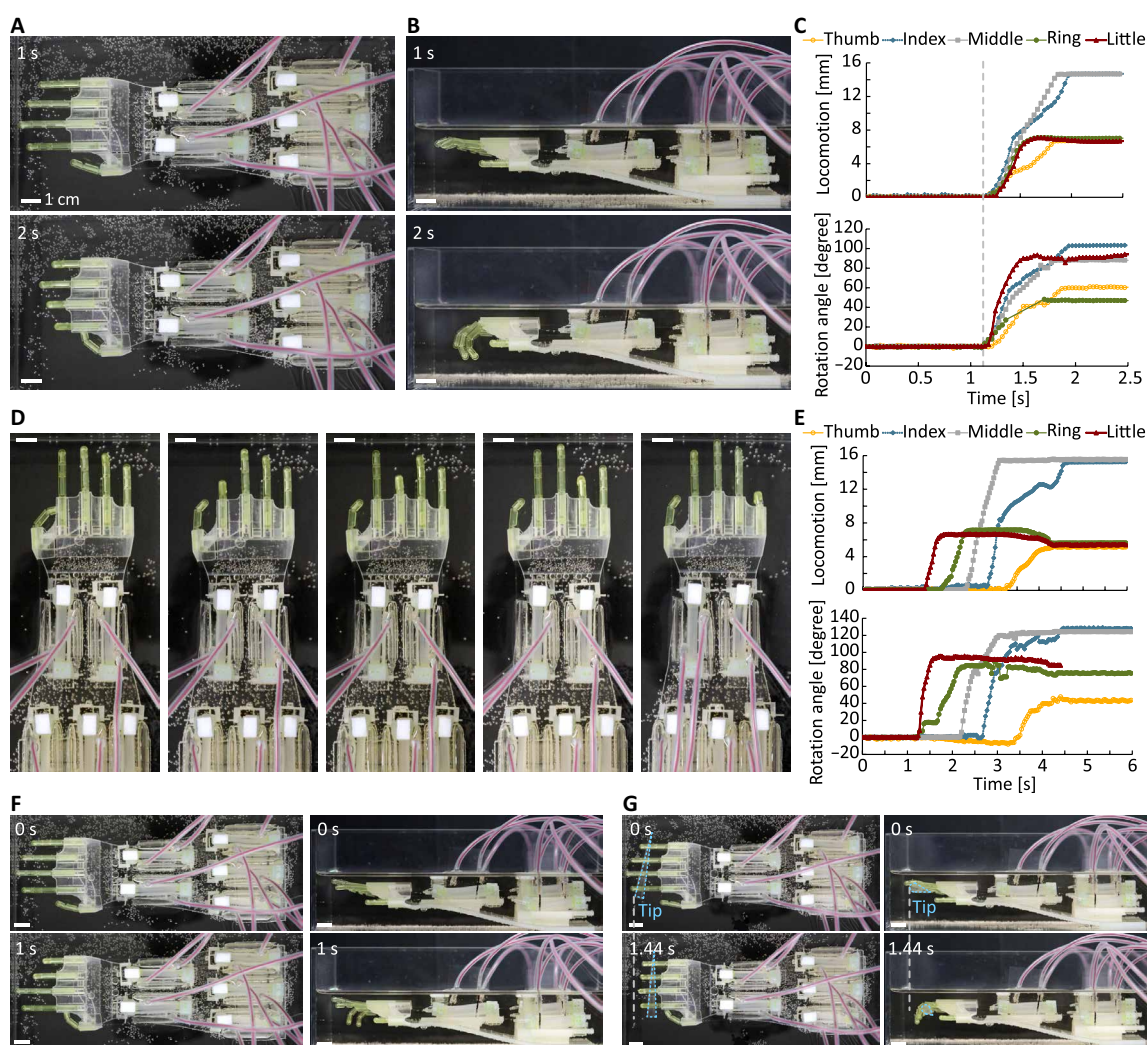 A
1 s
1 cm
2 s
B
1 s
2 s
C
Thumb Index Middle Ring Little
Locomotion [mm]
16
12
8
4
0
Rotation angle [degree]
120
100
80
60
40
20
0
−20
0 0.5 1 1.5 2 2.5
Time [s]
D
E
Thumb Index Middle Ring Little
Locomotion [mm]
16
12
8
4
0
Rotation angle [degree]
140
120
100
80
60
40
20
0
−20
0 1 2 3 4 5 6
Time [s]
F
0 s
0 s
1 s
1 s
G
0 s
Tip
0 s
Tip
1.44 s
1.44 s